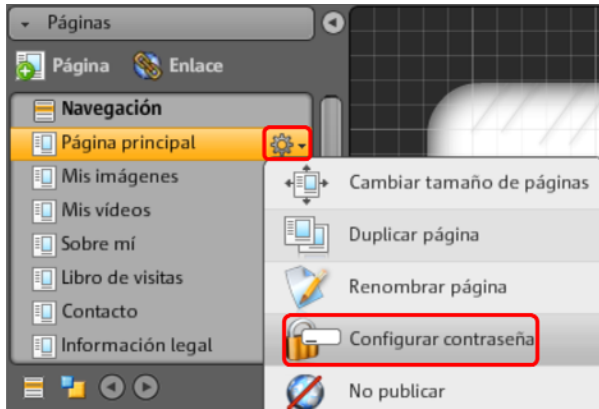 Páginas
Página Enlace
Navegación
Página principal
Mis imágenes
Mis vídeos
Sobre mí
Libro de visitas
Contacto
Información legal
Cambiar tamaño de páginas
Duplicar página
Renombrar página
Configurar contraseña
No publicar